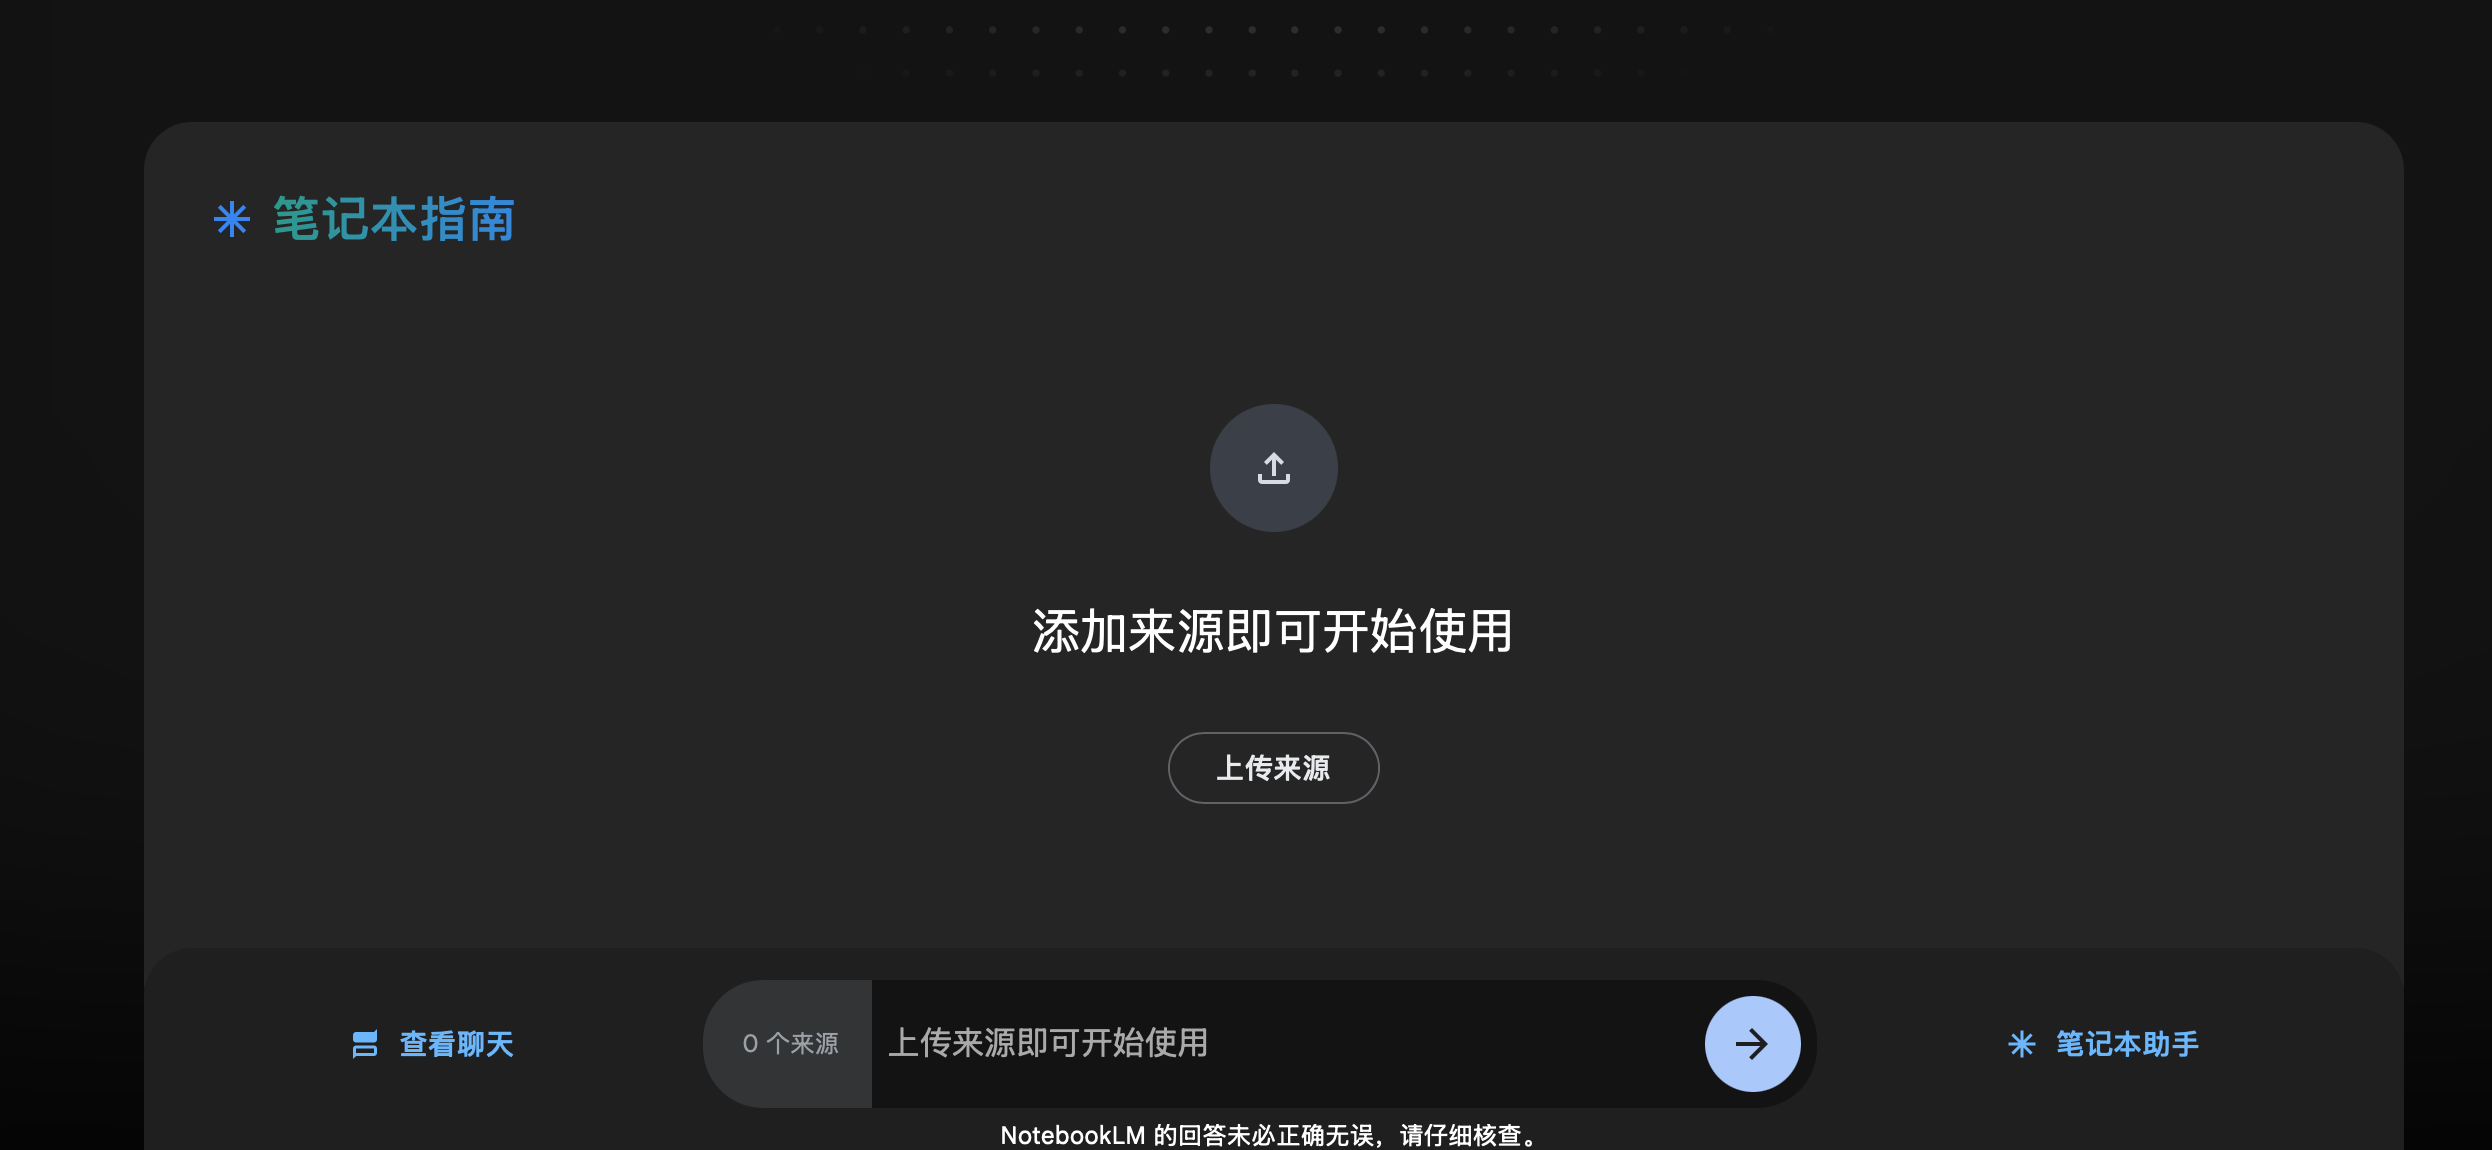 笔记本指南
添加来源即可开始使用
上传来源
查看聊天
0 个来源
上传来源即可开始使用
笔记本助手
NotebookLM 的回答未必正确无误，请仔细核查。